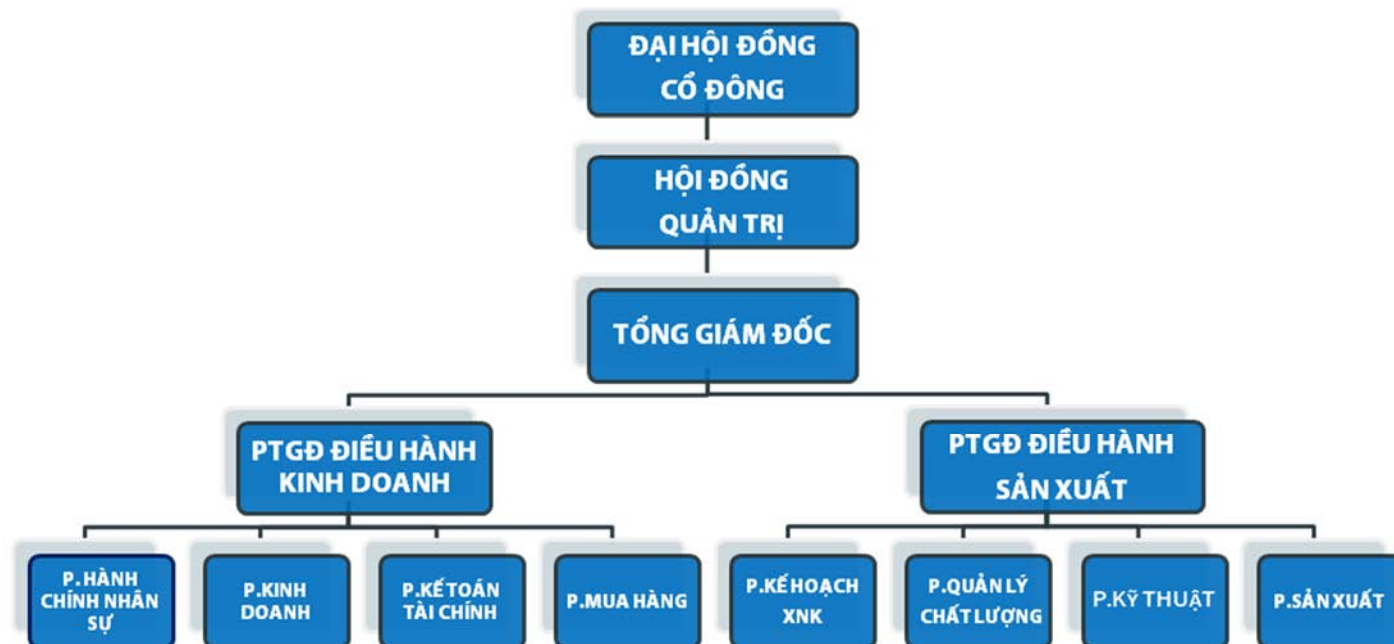 ĐẠI HỘI ĐỒNG
CỔ ĐÔNG
HỘI ĐỒNG
QUẢN TRỊ
TỔNG GIÁM ĐỐC
PTGĐ ĐIỀU HÀNH
KINH DOANH
PTGĐ ĐIỀU HÀNH
SẢN XUẤT
P.HÀNH
CHÍNH NHÂN
SỰ
P.KINH
DOANH
P.KẾ TOÁN
TÀI CHÍNH
P.MUA HÀNG
P.KẾ HOẠCH
XNK
P.QUẢN LÝ
CHẤT LƯỢNG
P.KỸ THUẬT
P.SẢN XUẤT